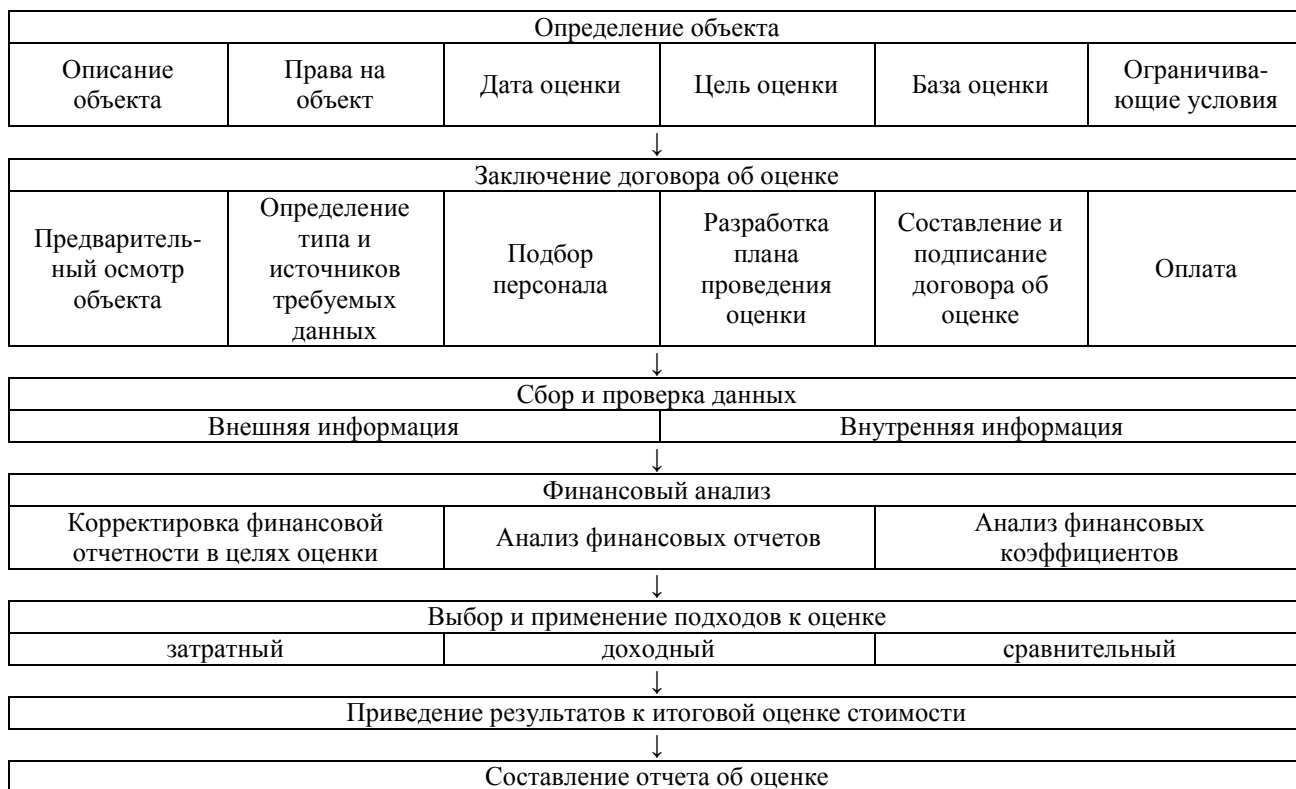 Определение объекта
Описание
объекта
Права на
объект
Дата оценки
Цель оценки
База оценки
Ограничива-
ющие условия
↓
Заключение договора об оценке
Предваритель-
ный осмотр
объекта
Определение
типа и
источников
требуемых
данных
Подбор
персонала
Разработка
плана
проведения
оценки
Составление и
подписание
договора об
оценке
Оплата
↓
Сбор и проверка данных
Внешняя информация
Внутренняя информация
↓
Финансовый анализ
Корректировка финансовой
отчетности в целях оценки
Анализ финансовых отчетов
Анализ финансовых
коэффициентов
↓
Выбор и применение подходов к оценке
затратный
доходный
сравнительный
↓
Приведение результатов к итоговой оценке стоимости
↓
Составление отчета об оценке